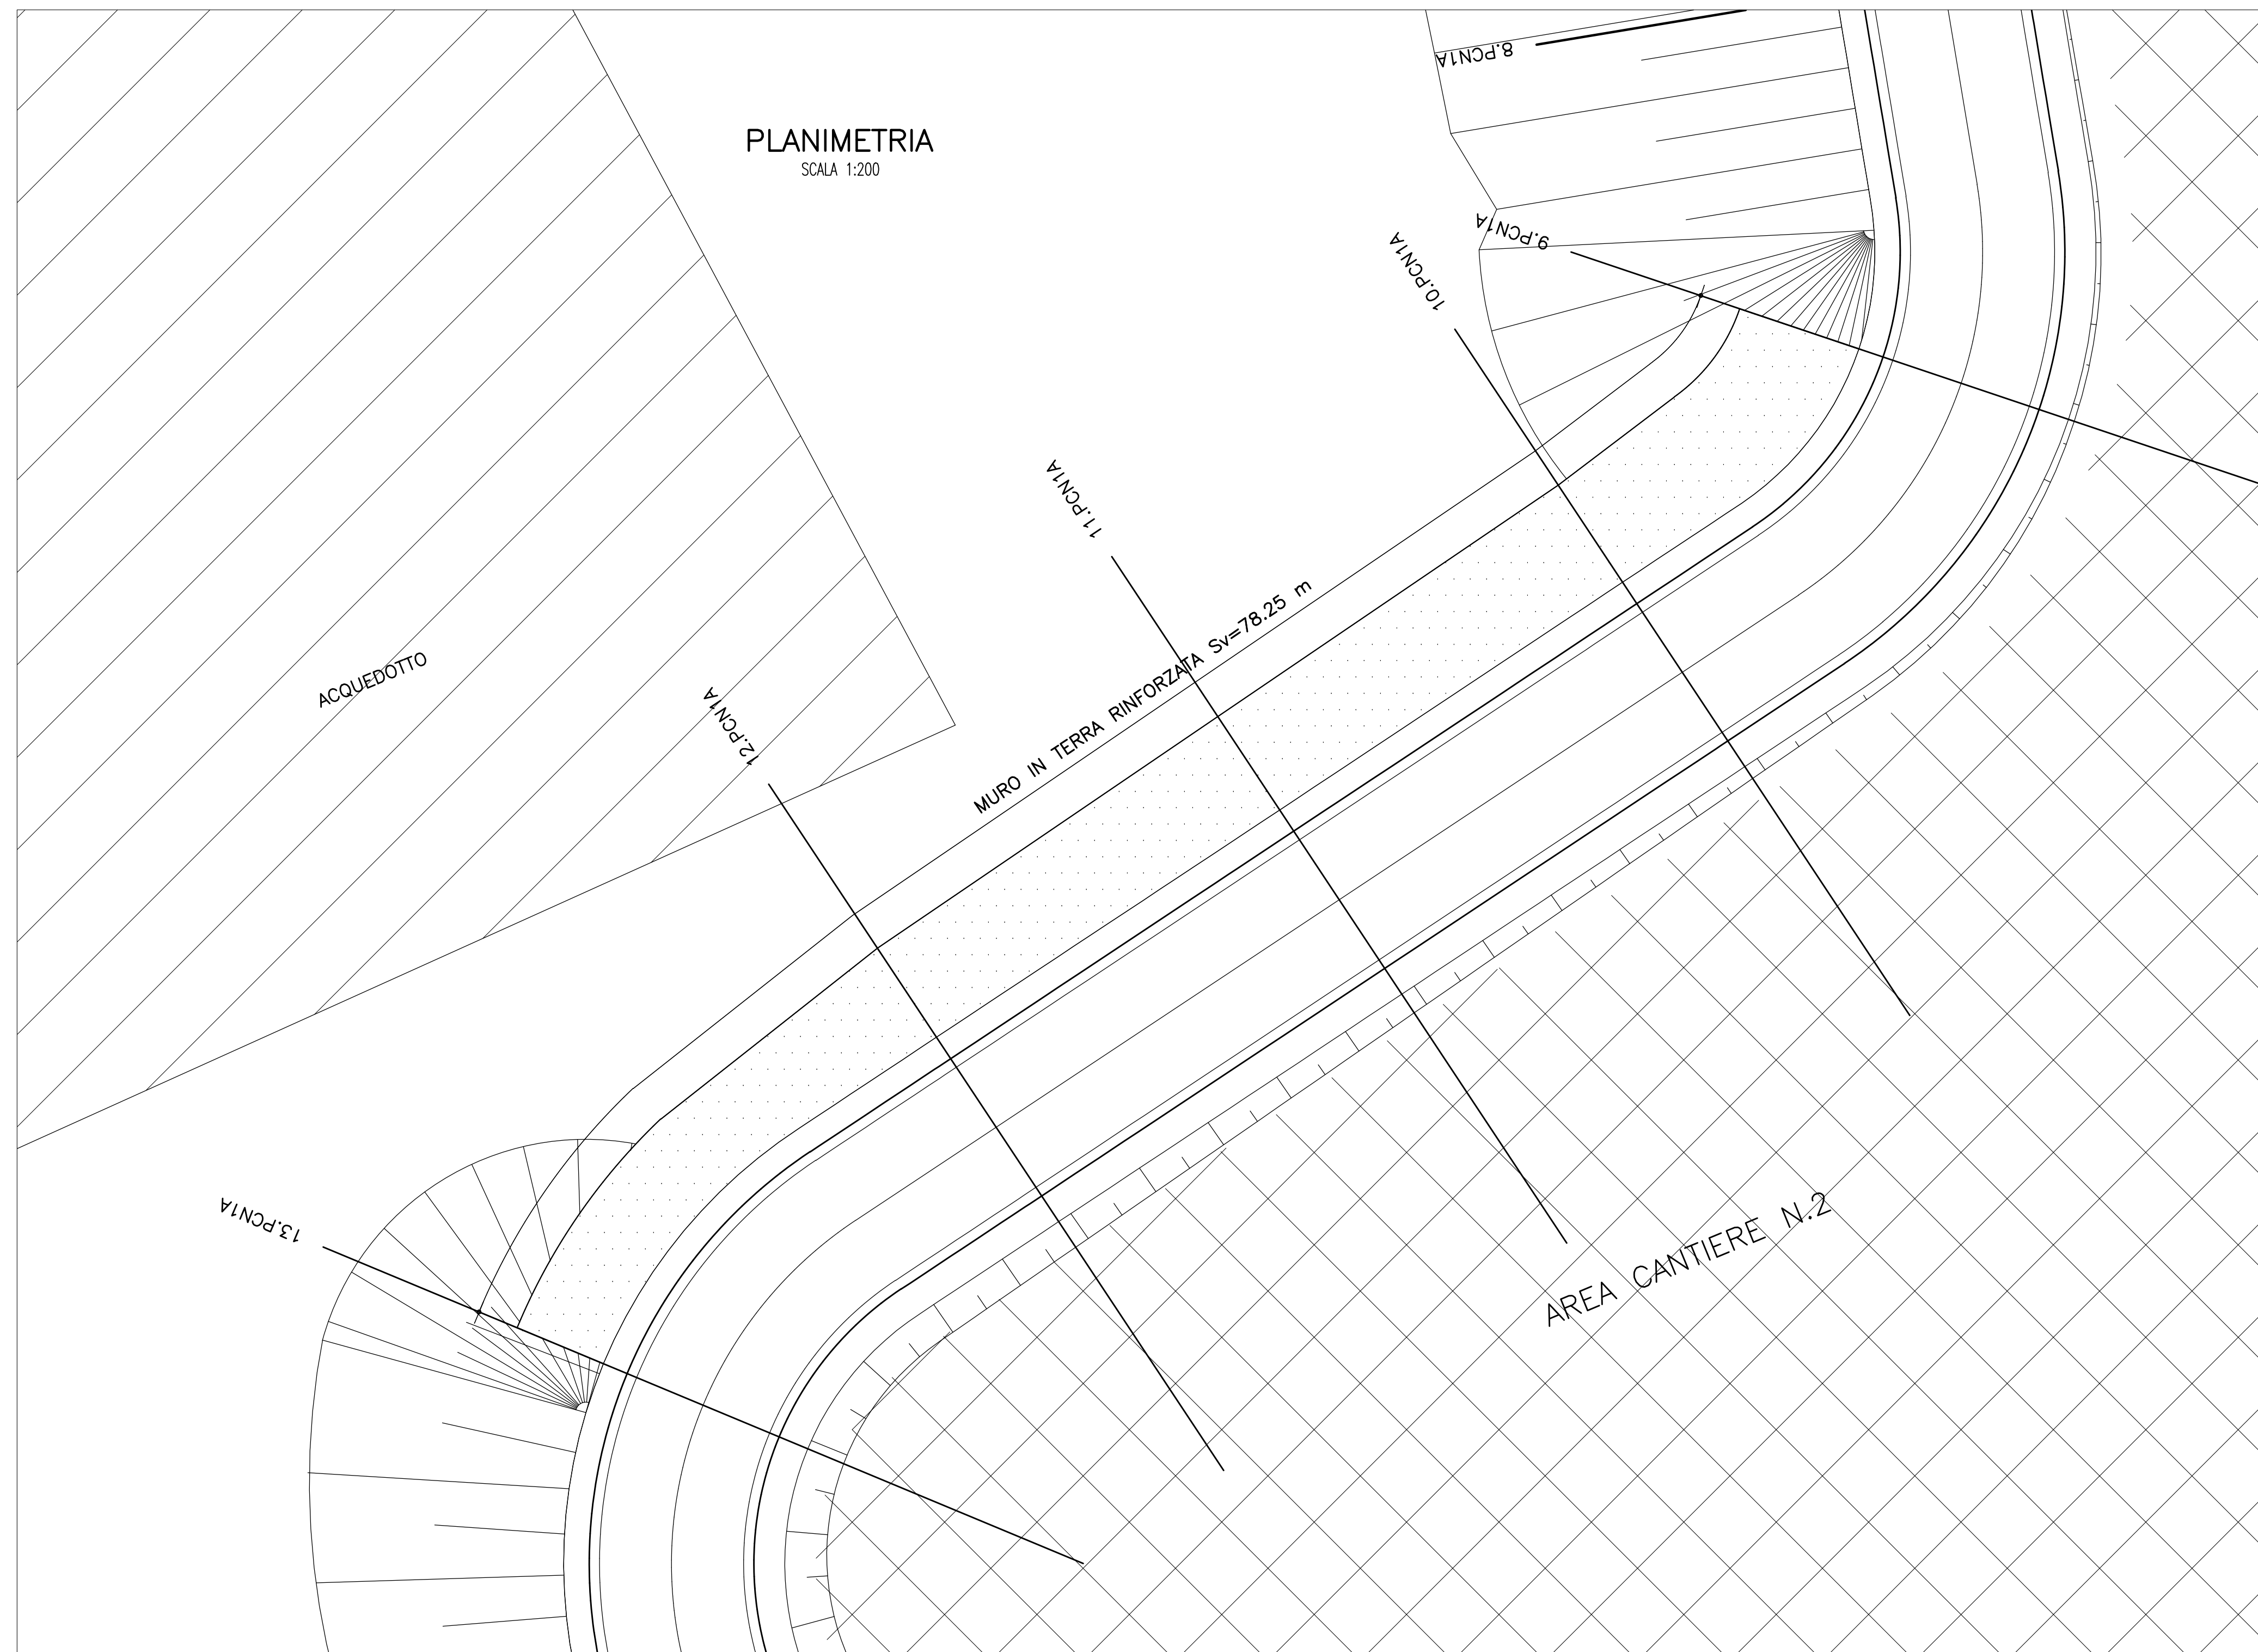 8.PCN1A
PLANIMETRIA
SCALA 1:200
9.PCN1A
10.PCN1A
11.PCN1A
MURO IN TERRA RINFORZATA Sv=78.25 m
ACQUEDOTTO
12.PCN1A
13.PCN1A
AREA CANTIERE N.2